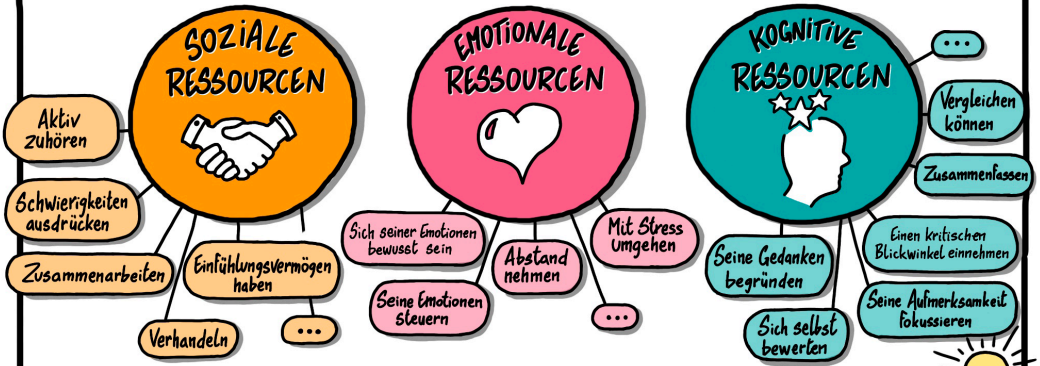 SOZiALE
RESSOURCEN
Aktiv
zuhören
Schwierigkeiten
ausdrücken
Zusammenarbeiten
Verhandeln
Einfühlungsvermögen
haben
...
EMOTiONALE
RESSOURCEN
Sich seiner Emotionen
bewusst sein
Seine Emotionen
steuern
Abstand
nehmen
Mit Stress
umgehen
...
KOGNiTiVE
RESSOURCEN
...
Vergleichen
können
Zusammenfassen
Einen kritischen
Blickwinkel einnehmen
Seine Aufmerksamkeit
fokussieren
Seine Gedanken
begründen
Sich selbst
bewerten